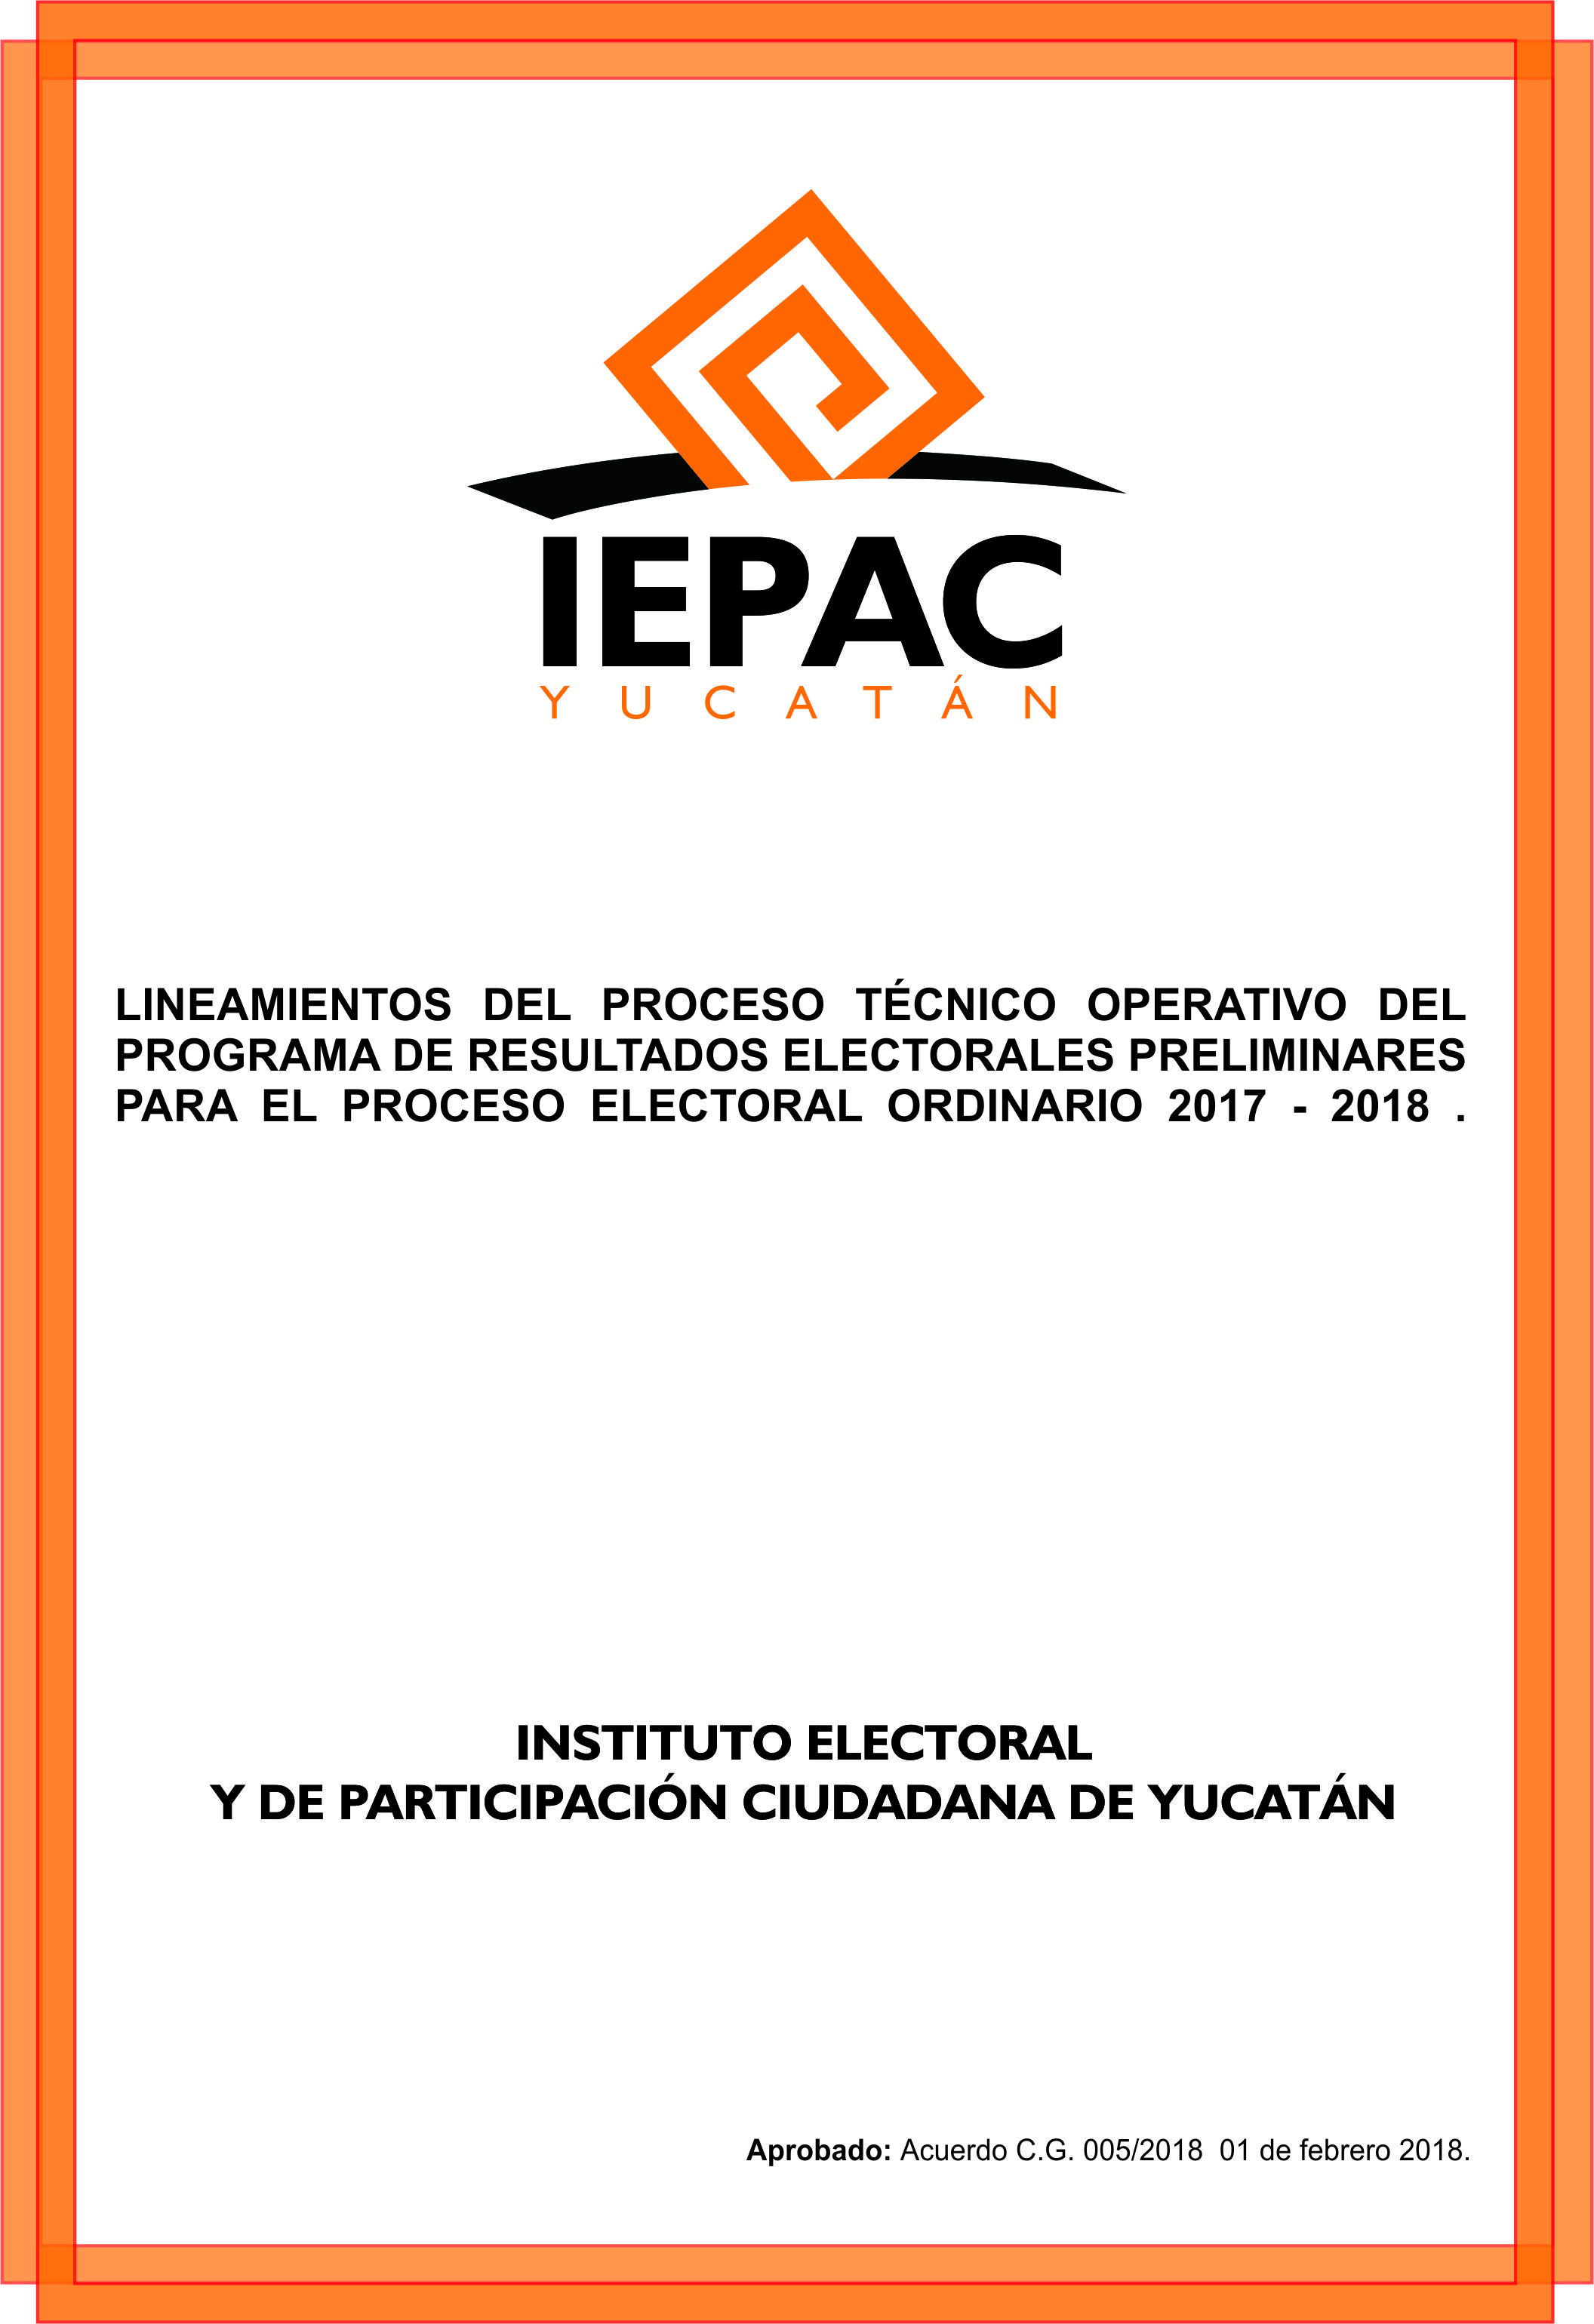 IEPAC
YUCATÁN
LINEAMIENTOS DEL PROCESO TÉCNICO OPERATIVO DEL
PROGRAMA DE RESULTADOS ELECTORALES PRELIMINARES
PARA EL PROCESO ELECTORAL ORDINARIO 2017 - 2018 .
INSTITUTO ELECTORAL
Y DE PARTICIPACIÓN CIUDADANA DE YUCATÁN
Aprobado: Acuerdo C.G. 005/2018 01 de febrero 2018.